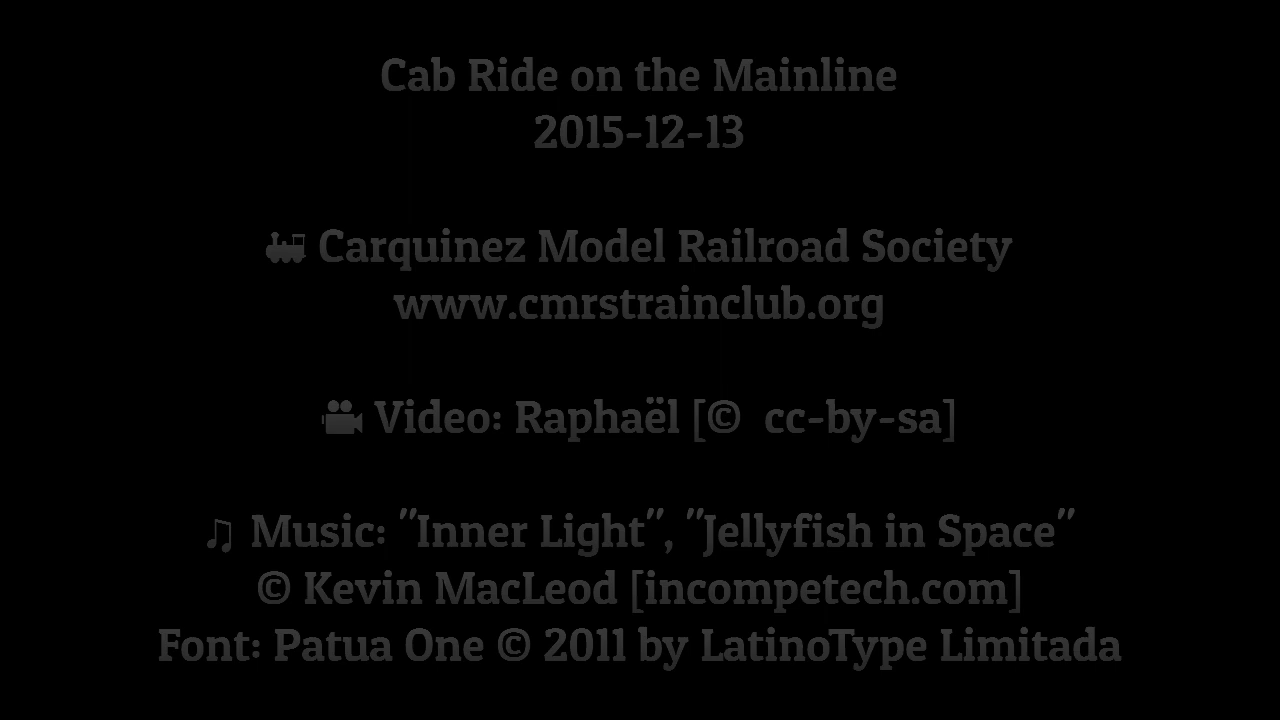 Cab Ride on the Mainline
2015-12-13
🚂 Carquinez Model Railroad Society
www.cmrstrainclub.org
🎥 Video: Raphaël [© cc-by-sa]
♫ Music: "Inner Light", "Jellyfish in Space"
© Kevin MacLeod [incompetech.com]
Font: Patua One © 2011 by LatinoType Limitada